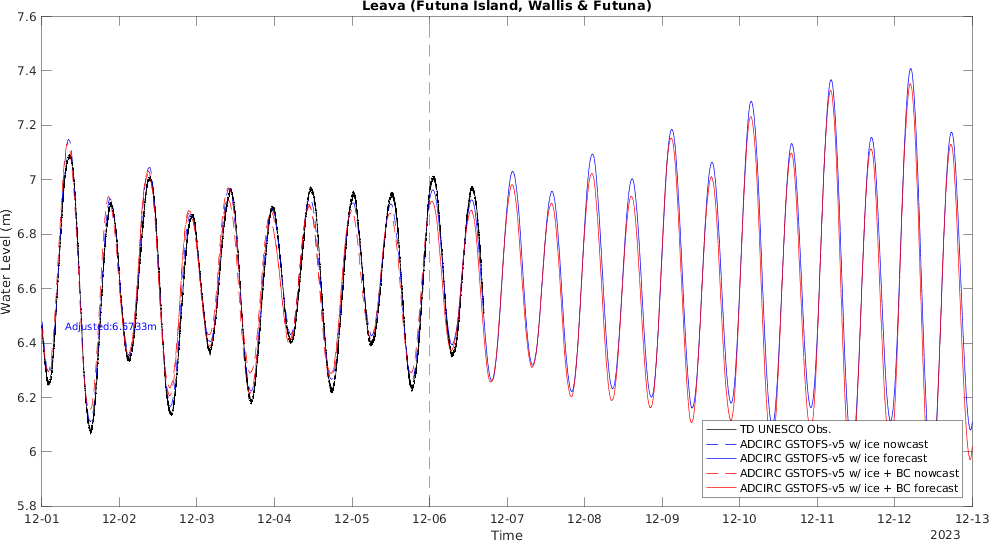 Leava (Futuna Island, Wallis & Futuna)
7.6
7.4
7.2
7
6.8
6.6
6.4
6.2
6
5.8
Water Level (m)
Adjusted:6.5733m
TD UNESCO Obs.
ADCIRC GSTOFS-v5 w/ ice nowcast
ADCIRC GSTOFS-v5 w/ ice forecast
ADCIRC GSTOFS-v5 w/ ice + BC nowcast
ADCIRC GSTOFS-v5 w/ ice + BC forecast
12-01 12-02 12-03 12-04 12-05 12-06 12-07 12-08 12-09 12-10 12-11 12-12 12-13
Time
2023